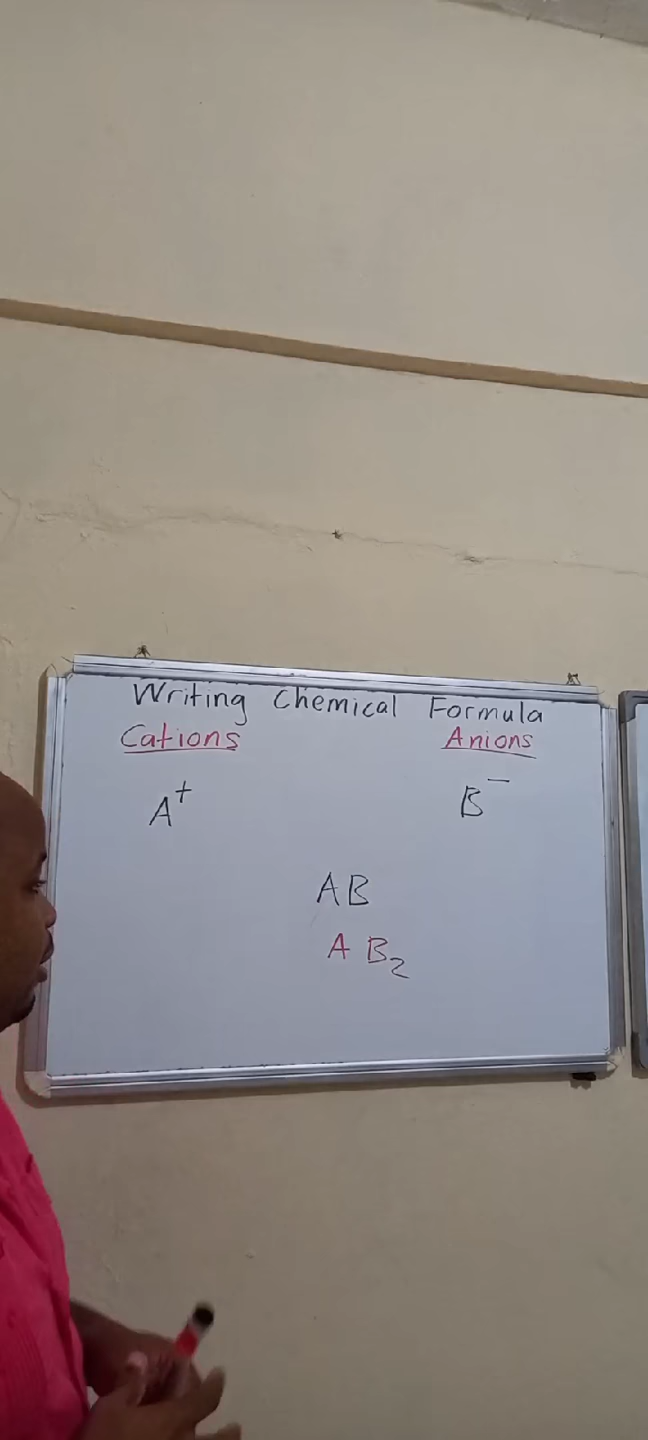 Writing Chemical Formula
Cations Anions
A⁺ B⁻
AB
AB₂